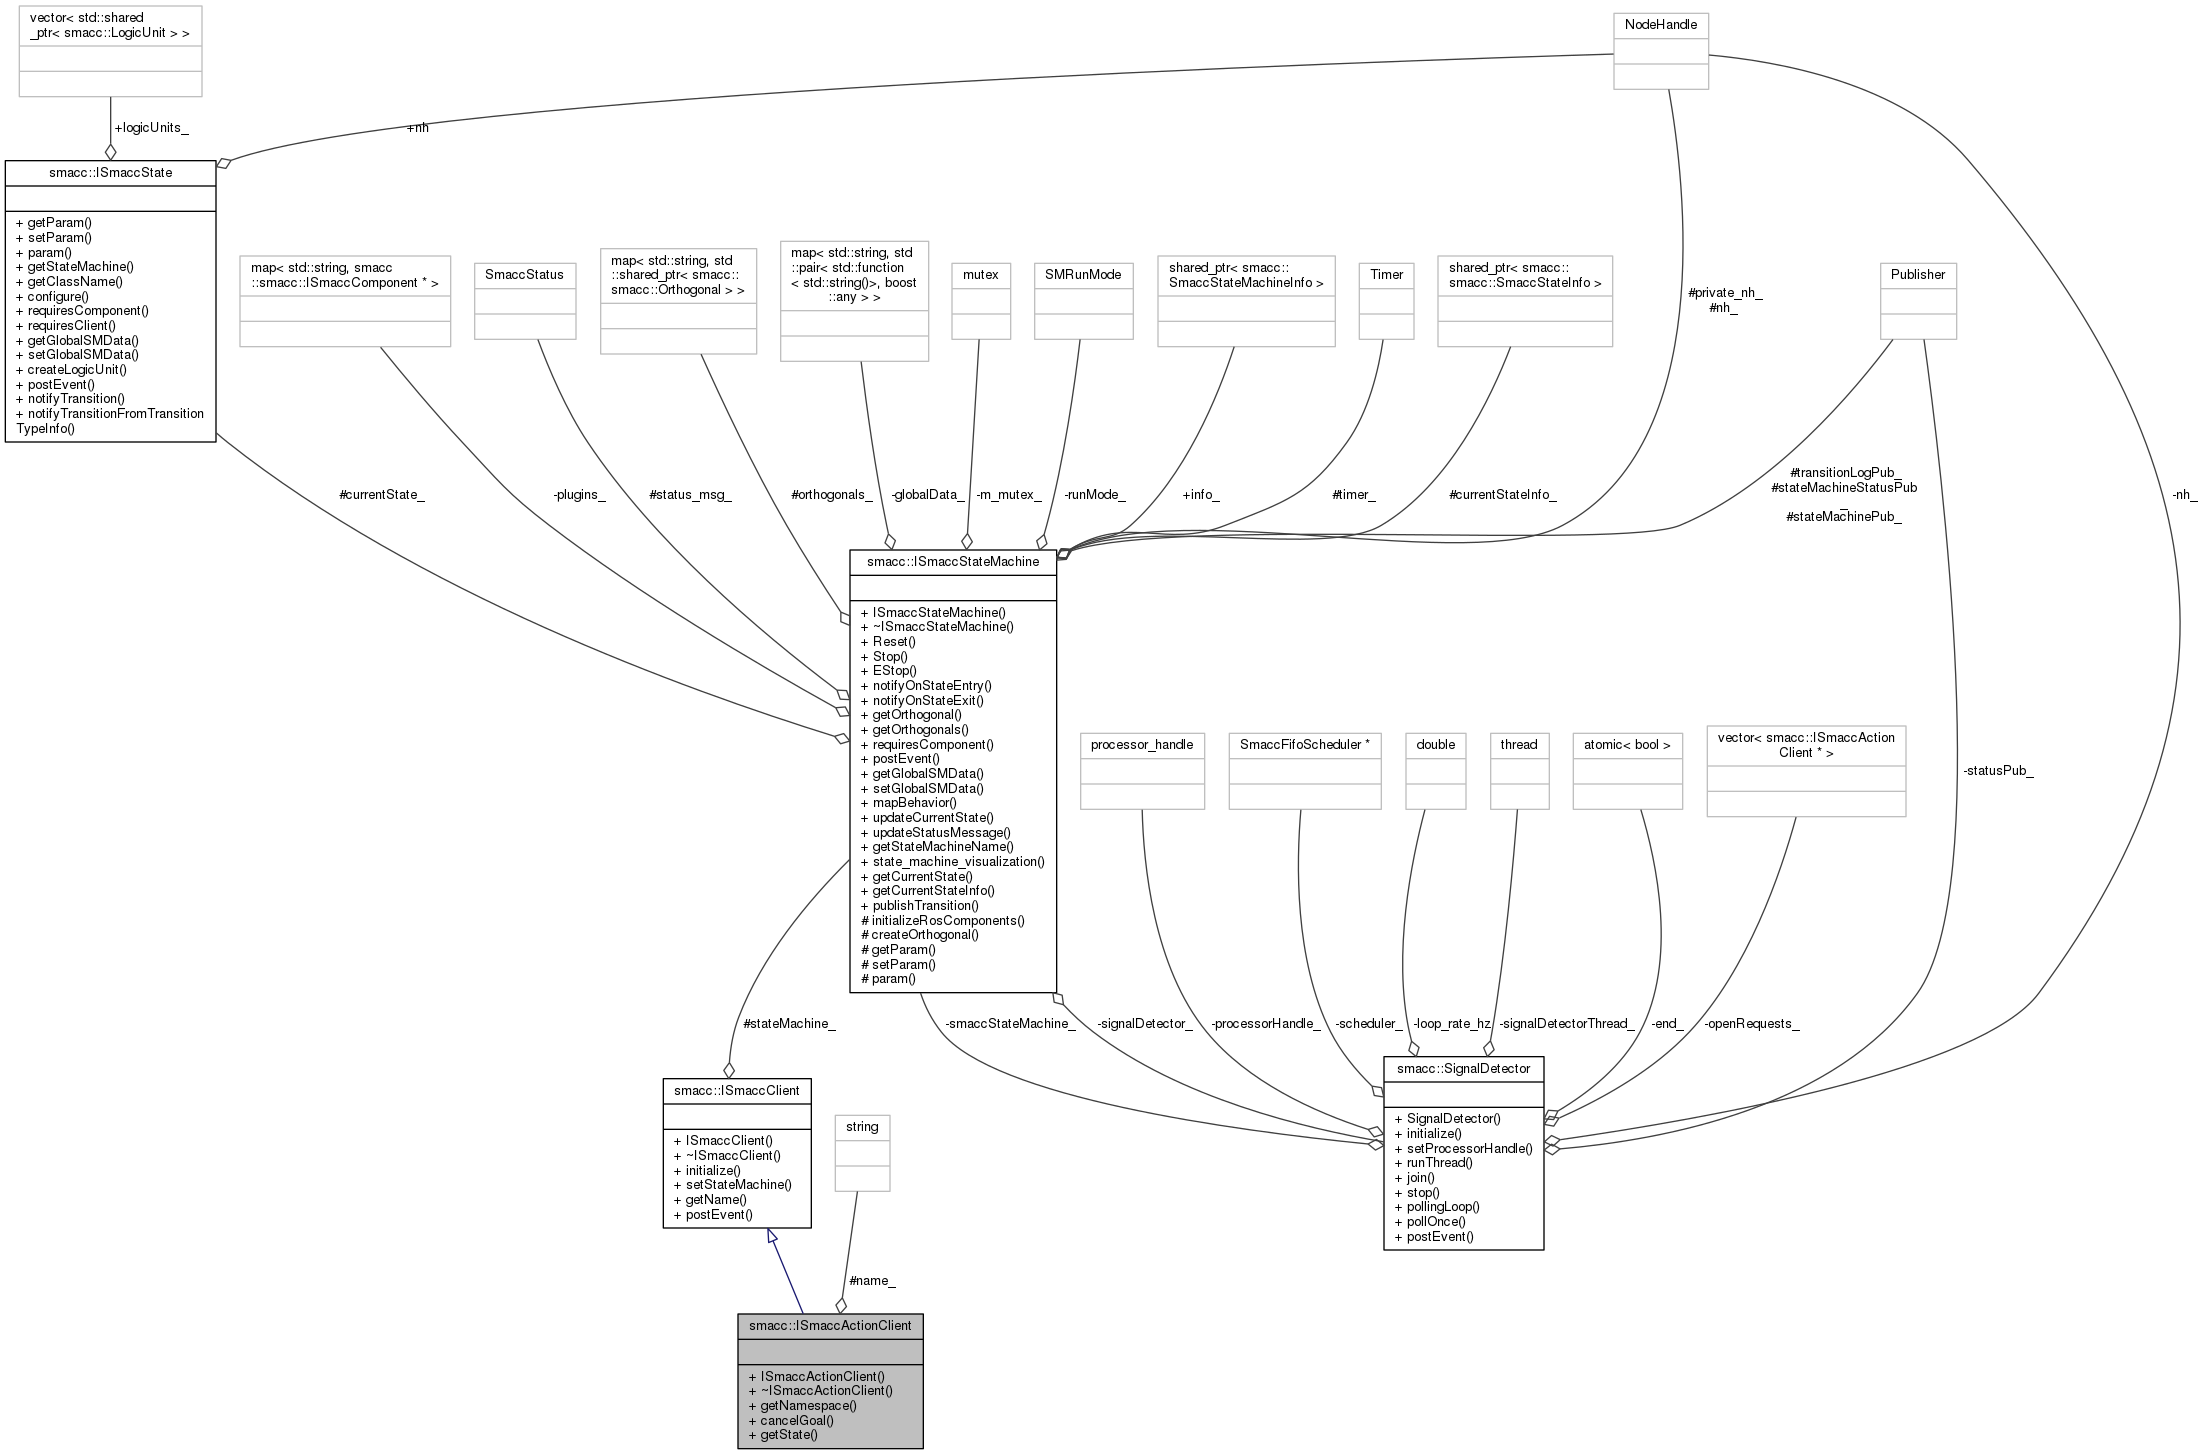 vector< std::shared
_ptr< smacc::LogicUnit > >
NodeHandle
+logicUnits_
+nh
smacc::ISmaccState
+ getParam()
+ setParam()
+ param()
+ getStateMachine()
+ getClassName()
+ configure()
+ requiresComponent()
+ requiresClient()
+ getGlobalSMData()
+ setGlobalSMData()
+ createLogicUnit()
+ postEvent()
+ notifyTransition()
+ notifyTransitionFromTransition
TypeInfo()
map< std::string, smacc
::smacc::ISmaccComponent * >
SmaccStatus
map< std::string, std
::shared_ptr< smacc::
smacc::Orthogonal > >
map< std::string, std
::pair< std::function
< std::string()>, boost
::any > >
mutex
SMRunMode
shared_ptr< smacc::
SmaccStateMachineInfo >
Timer
shared_ptr< smacc::
smacc::SmaccStateInfo >
#private_nh_
#nh_
Publisher
#currentState_
-plugins_
#status_msg_
#orthogonals_
-globalData_
-m_mutex_
-runMode_
+info_
#timer_
#currentStateInfo_
#transitionLogPub_
#stateMachineStatusPub
_
#stateMachinePub_
-nh_
smacc::ISmaccStateMachine
+ ISmaccStateMachine()
+ ~ISmaccStateMachine()
+ Reset()
+ Stop()
+ EStop()
+ notifyOnStateEntry()
+ notifyOnStateExit()
+ getOrthogonal()
+ getOrthogonals()
+ requiresComponent()
+ postEvent()
+ getGlobalSMData()
+ setGlobalSMData()
+ mapBehavior()
+ updateCurrentState()
+ updateStatusMessage()
+ getStateMachineName()
+ state_machine_visualization()
+ getCurrentState()
+ getCurrentStateInfo()
+ publishTransition()
# initializeRosComponents()
# createOrthogonal()
# getParam()
# setParam()
# param()
processor_handle
SmaccFifoScheduler *
double
thread
atomic< bool >
vector< smacc::ISmaccAction
Client * >
-statusPub_
#stateMachine_
-smaccStateMachine_
-signalDetector_
-processorHandle_
-scheduler_
-loop_rate_hz
-signalDetectorThread_
-end_
-openRequests_
smacc::SignalDetector
+ SignalDetector()
+ initialize()
+ setProcessorHandle()
+ runThread()
+ join()
+ stop()
+ pollingLoop()
+ pollOnce()
+ postEvent()
smacc::ISmaccClient
+ ISmaccClient()
+ ~ISmaccClient()
+ initialize()
+ setStateMachine()
+ getName()
+ postEvent()
string
#name_
smacc::ISmaccActionClient
+ ISmaccActionClient()
+ ~ISmaccActionClient()
+ getNamespace()
+ cancelGoal()
+ getState()